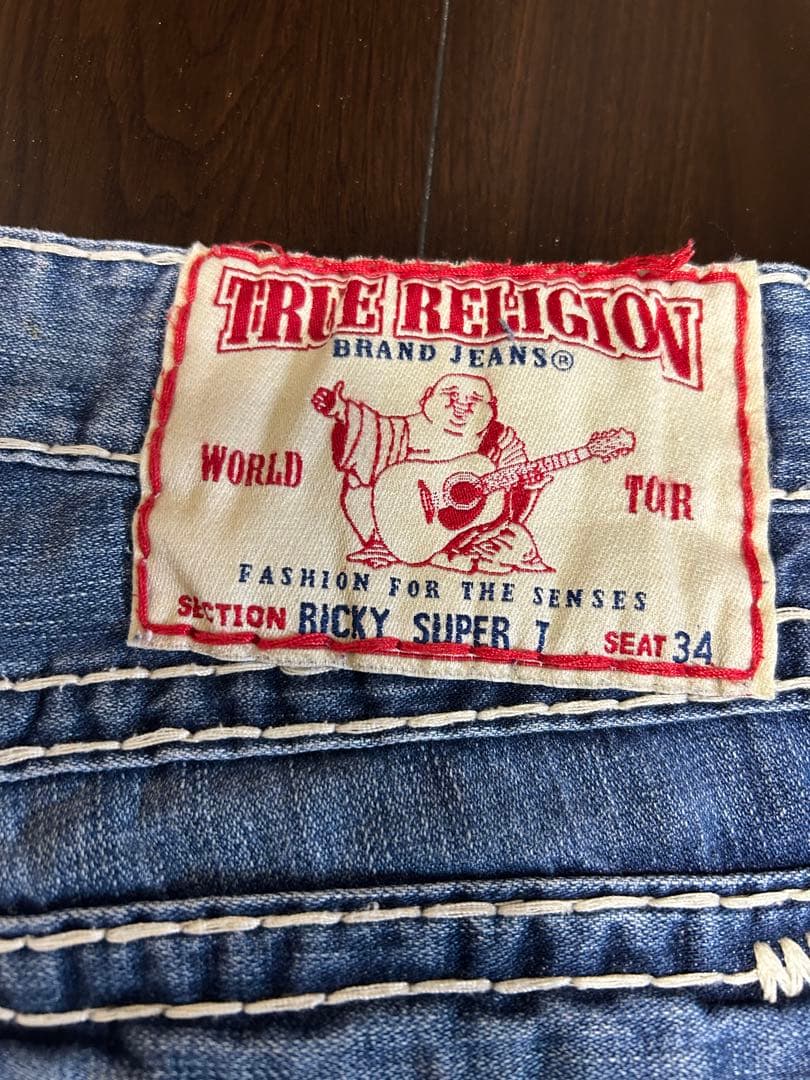 TRUE RELIGION
BRAND JEANS®
WORLD TOUR
FASHION FOR THE SENSES
SECTION RICKY SUPER T SEAT 34